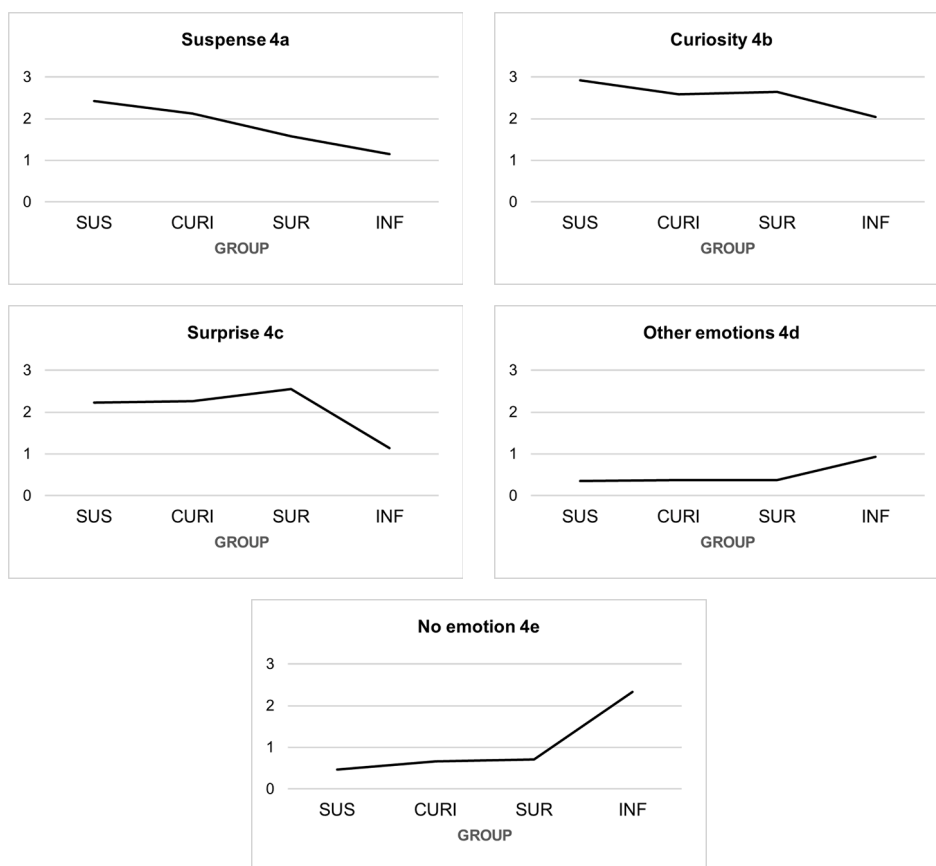 Suspense 4a
3
2
1
0
SUS CURI SUR INF
GROUP
Curiosity 4b
3
2
1
0
SUS CURI SUR INF
GROUP
Surprise 4c
3
2
1
0
SUS CURI SUR INF
GROUP
Other emotions 4d
3
2
1
0
SUS CURI SUR INF
GROUP
No emotion 4e
3
2
1
0
SUS CURI SUR INF
GROUP